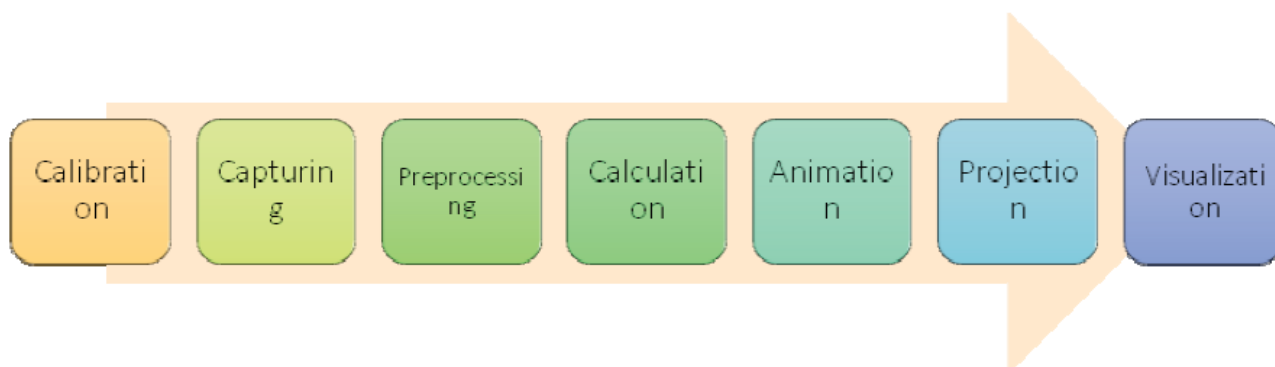 Calibrati
on
Capturin
g
Preprocessi
ng
Calculati
on
Animatio
n
Projectio
n
Visualizati
on